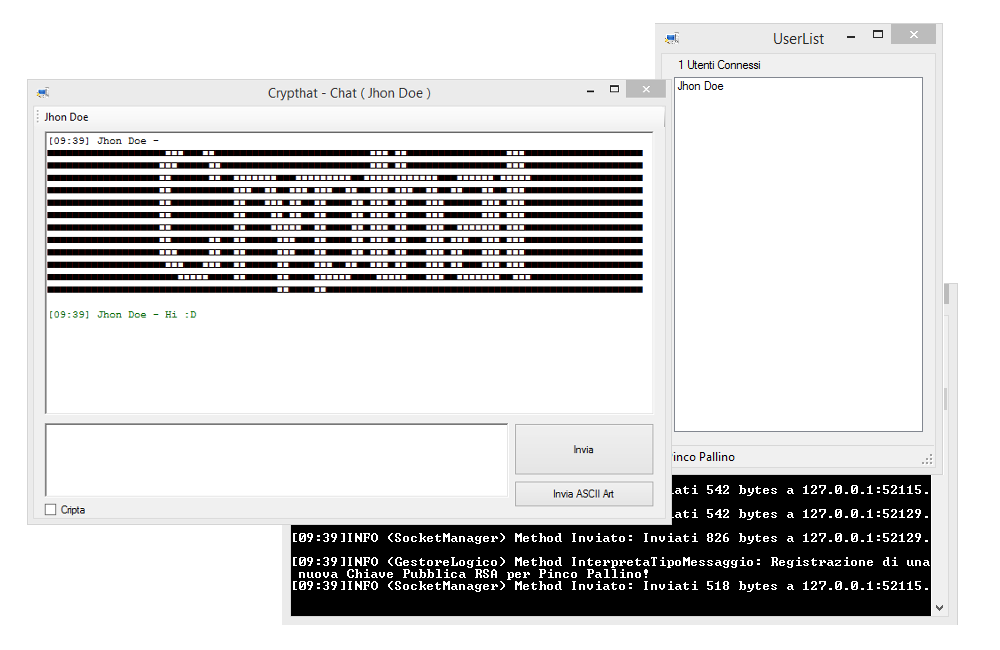 UserList
1 Utenti Connessi
Jhon Doe
Crypthat - Chat ( Jhon Doe )
Jhon Doe
[09:39] Jhon Doe -
Crypthat
[09:39] Jhon Doe - Hi :D
Invia
Invia ASCII Art
Cripta
inco Pallino
ati 542 bytes a 127.0.0.1:52115.
ati 542 bytes a 127.0.0.1:52129.
[09:39]INFO (SocketManager) Method Inviato: Inviati 826 bytes a 127.0.0.1:52129.
[09:39]INFO (GestoreLogico) Method InterpretaTipoMessaggio: Registrazione di una
nuova Chiave Pubblica RSA per Pinco Pallino!
[09:39]INFO (SocketManager) Method Inviato: Inviati 518 bytes a 127.0.0.1:52115.